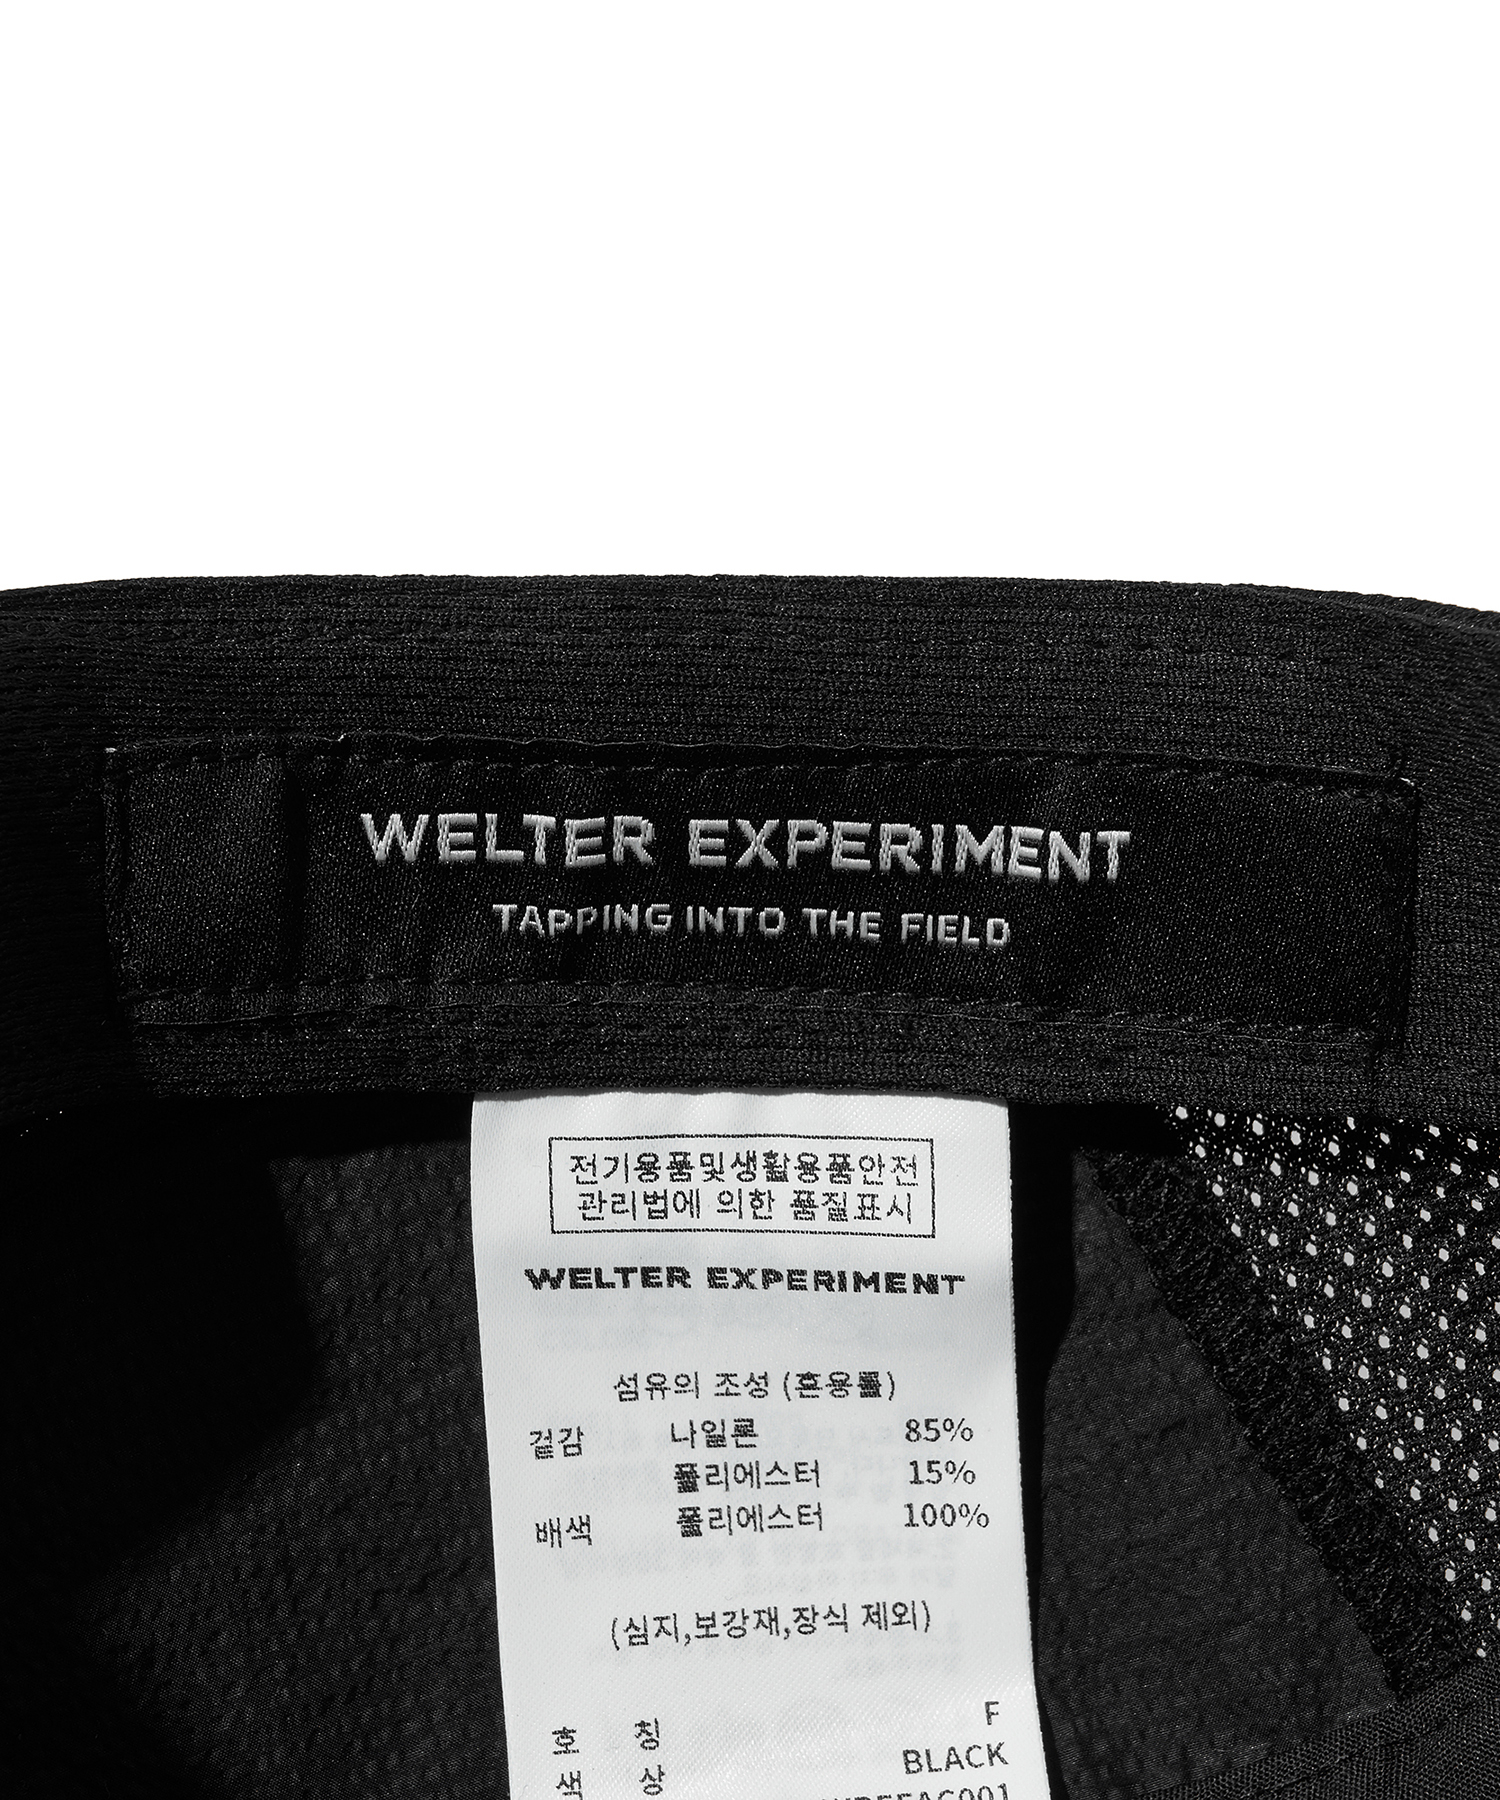 WELTER EXPERIMENT
TAPPING INTO THE FIELD
전기용품및생활용품안전
관리법에 의한 품질표시
WELTER EXPERIMENT
섬유의 조성 (혼용률)
겉감 나일론 85%
폴리에스터 15%
배색 폴리에스터 100%
(심지,보강재,장식 제외)
호 칭 F
색 상 BLACK